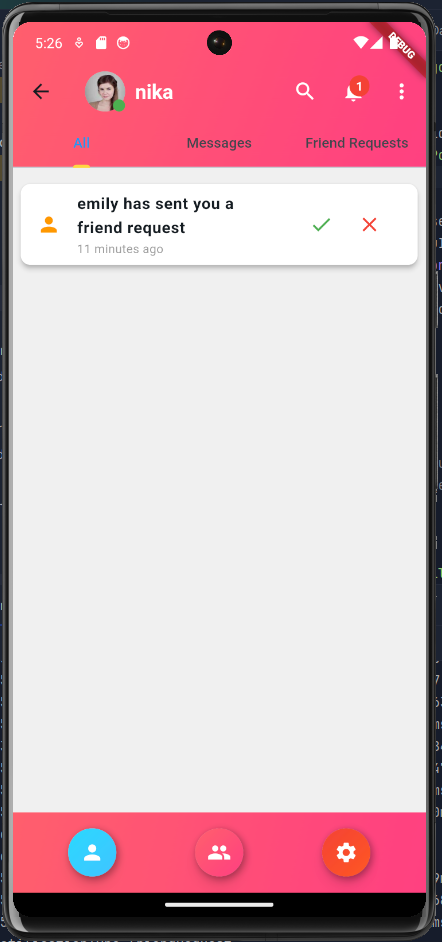 5:26
DEBUG
nika
1
All
Messages
Friend Requests
emily has sent you a
friend request
11 minutes ago